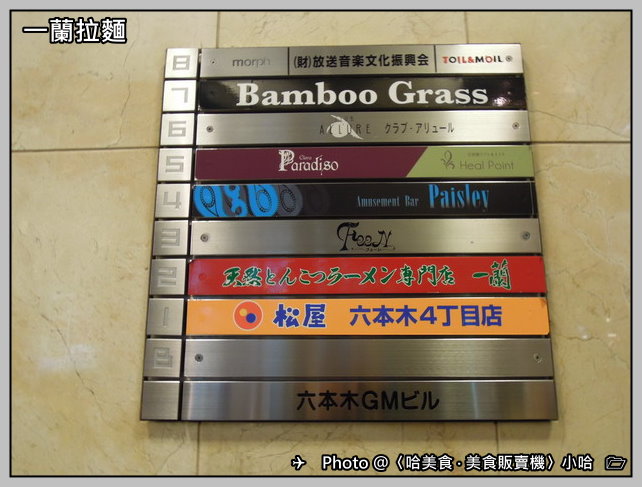 一蘭拉麵
8 morph (財)放送音楽文化振興会 TOIL&MOIL
7 Bamboo Grass
6 ALLURE クラブ・アリュール
5 Paradiso Heal Point
4 Amusement Bar Paisley
3
2 天然とんこつラーメン専門店 一蘭
1 松屋 六本木4丁目店
B
六本木GMビル
Photo @〈哈美食・美食販賣機〉小哈